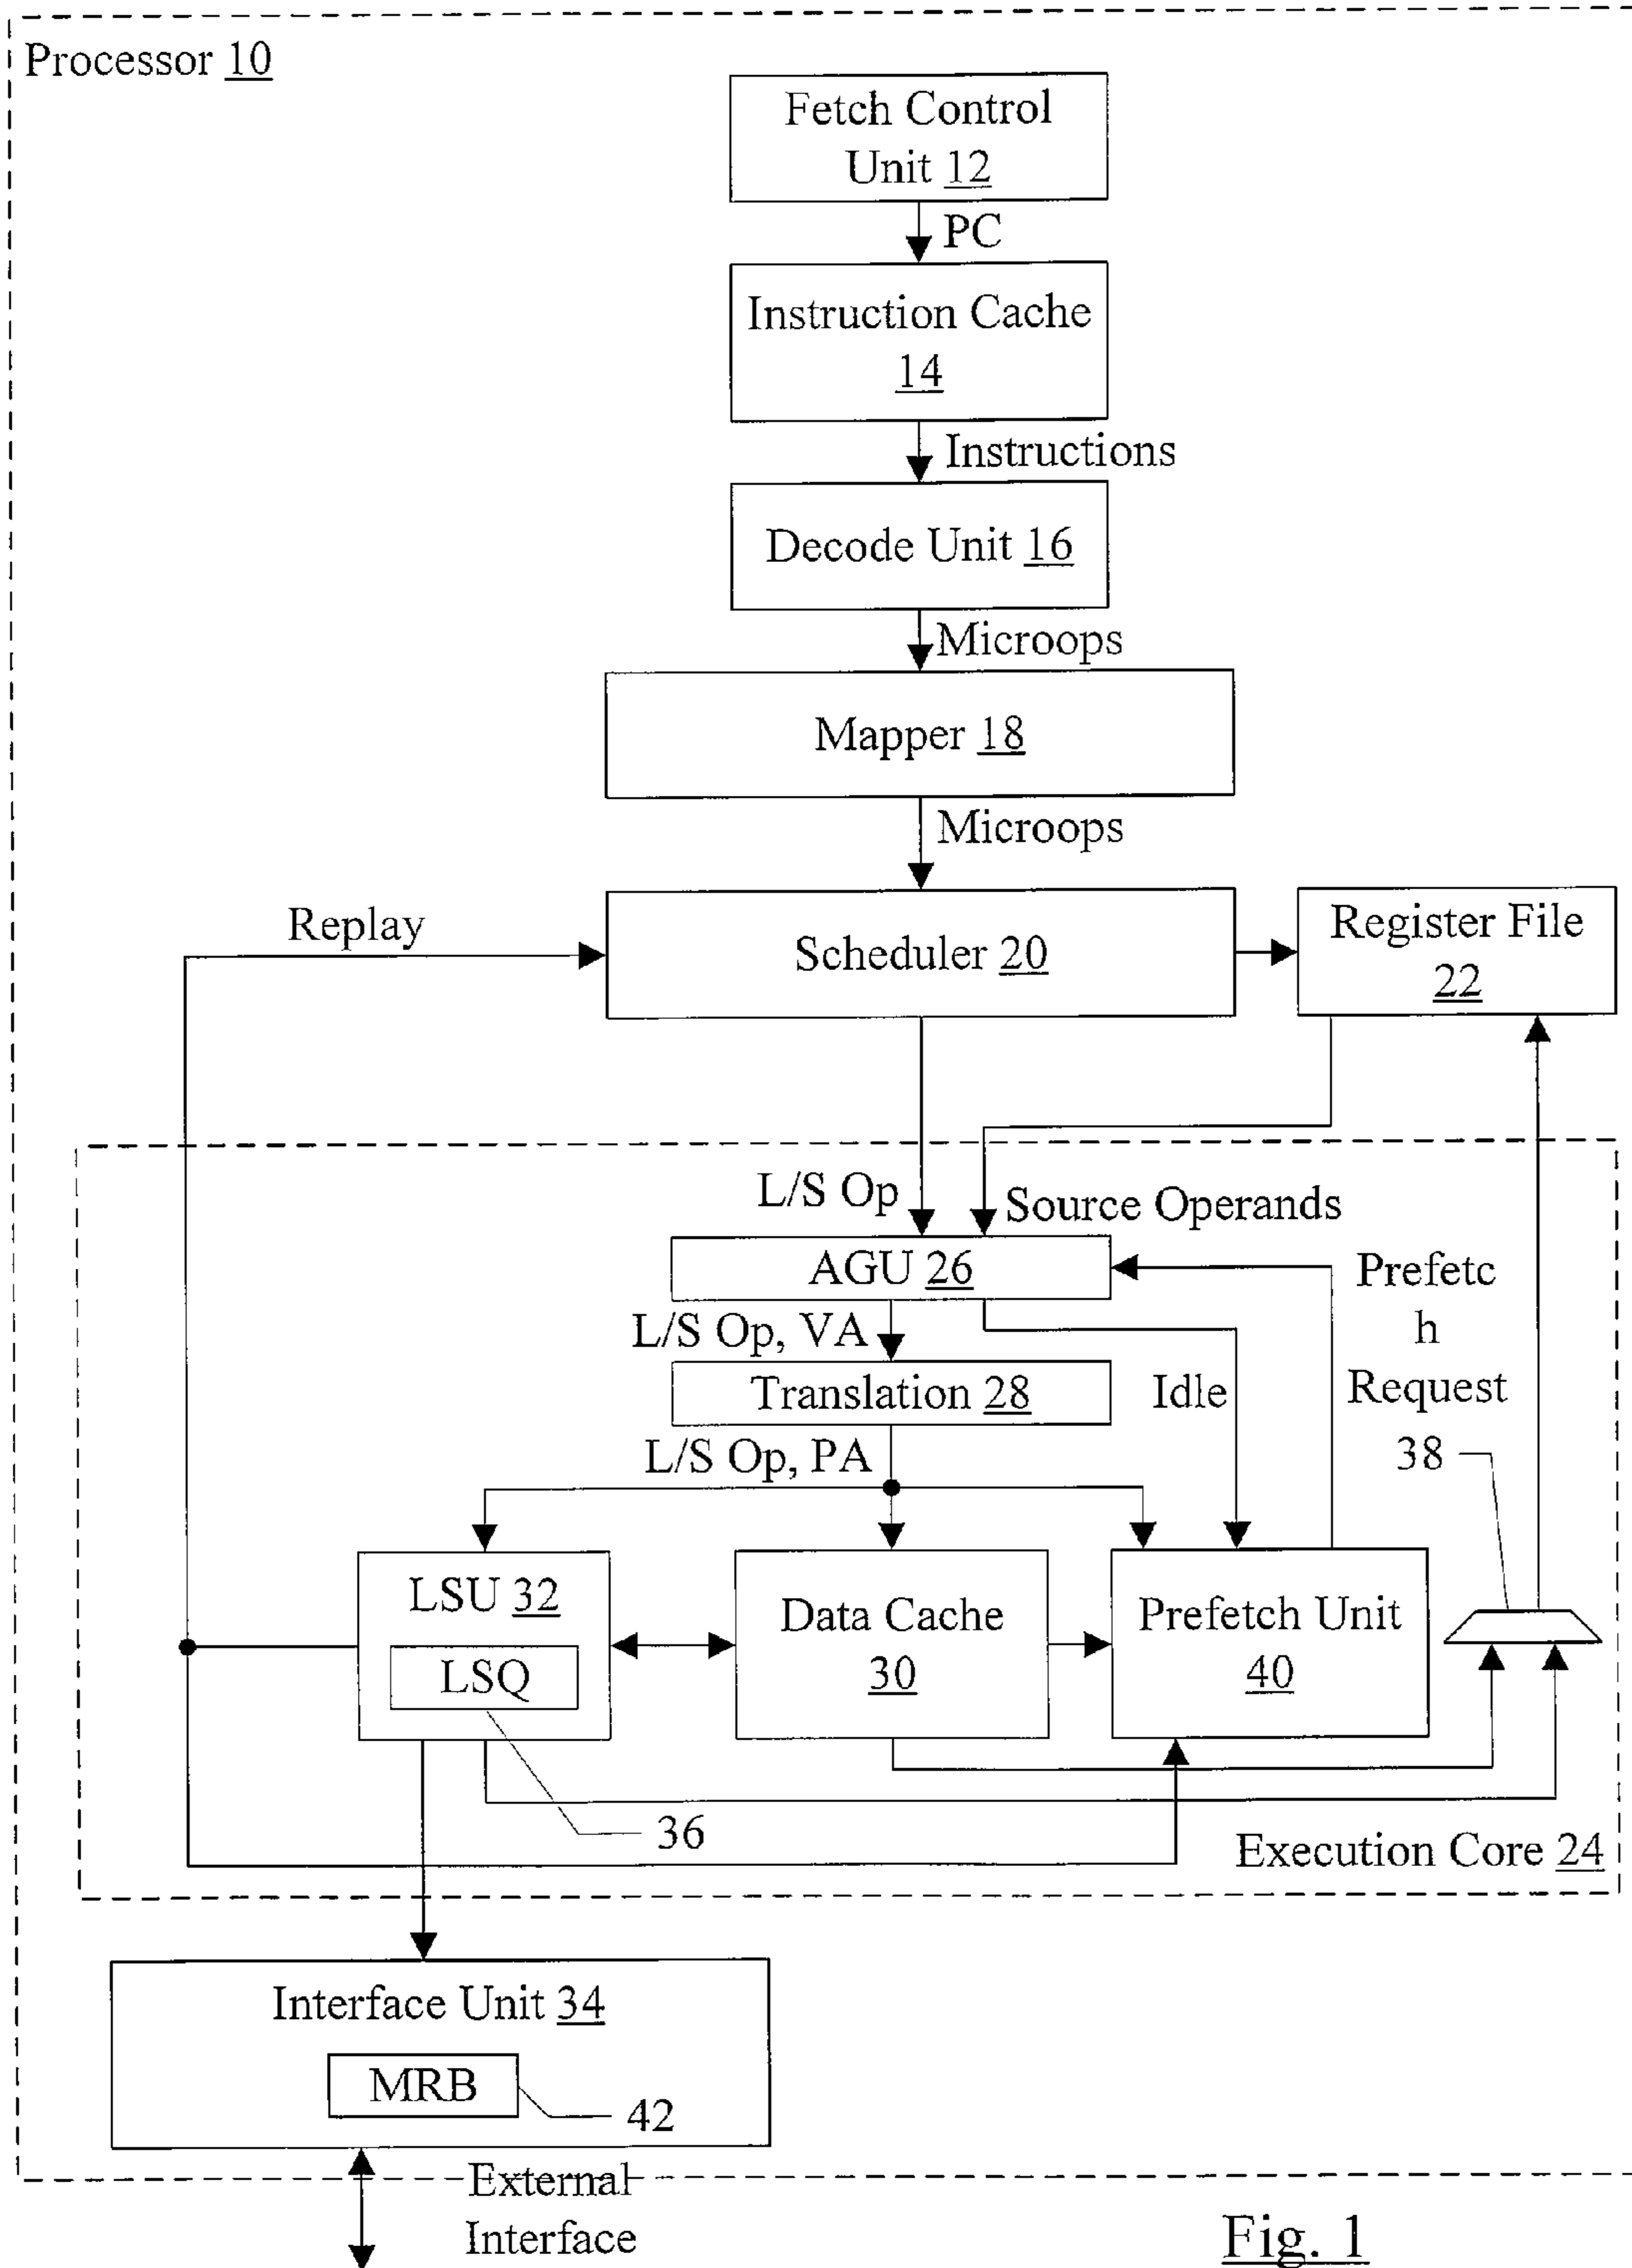 Processor 10
Fetch Control
Unit 12
PC
Instruction Cache
14
Instructions
Decode Unit 16
Microops
Mapper 18
Microops
Replay
Scheduler 20
Register File
22
L/S Op
Source Operands
AGU 26
Prefetc
h
Request
L/S Op, VA
Translation 28
Idle
L/S Op, PA
38
LSU 32
LSQ
Data Cache
30
Prefetch Unit
40
36
Execution Core 24
Interface Unit 34
MRB
42
External
Interface
Fig. 1